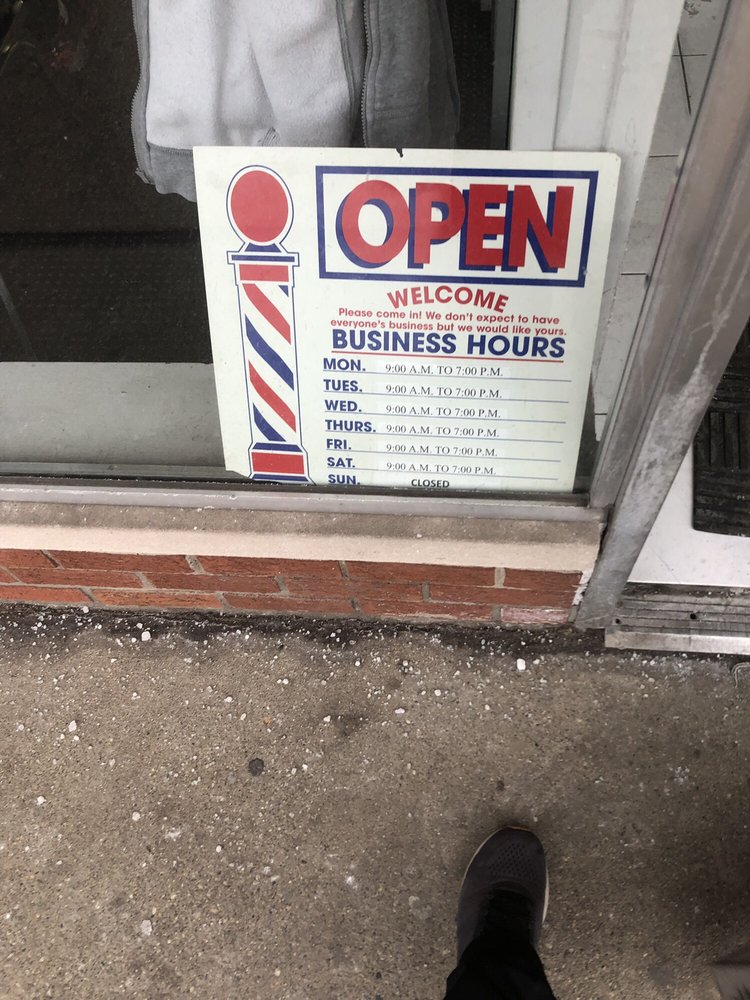 OPEN
WELCOME
Please come in! We don't expect to have
everyone's business but we would like yours.
BUSINESS HOURS
MON. 9:00 A.M. TO 7:00 P.M.
TUES. 9:00 A.M. TO 7:00 P.M.
WED. 9:00 A.M. TO 7:00 P.M.
THURS. 9:00 A.M. TO 7:00 P.M.
FRI. 9:00 A.M. TO 7:00 P.M.
SAT. 9:00 A.M. TO 7:00 P.M.
SUN. CLOSED